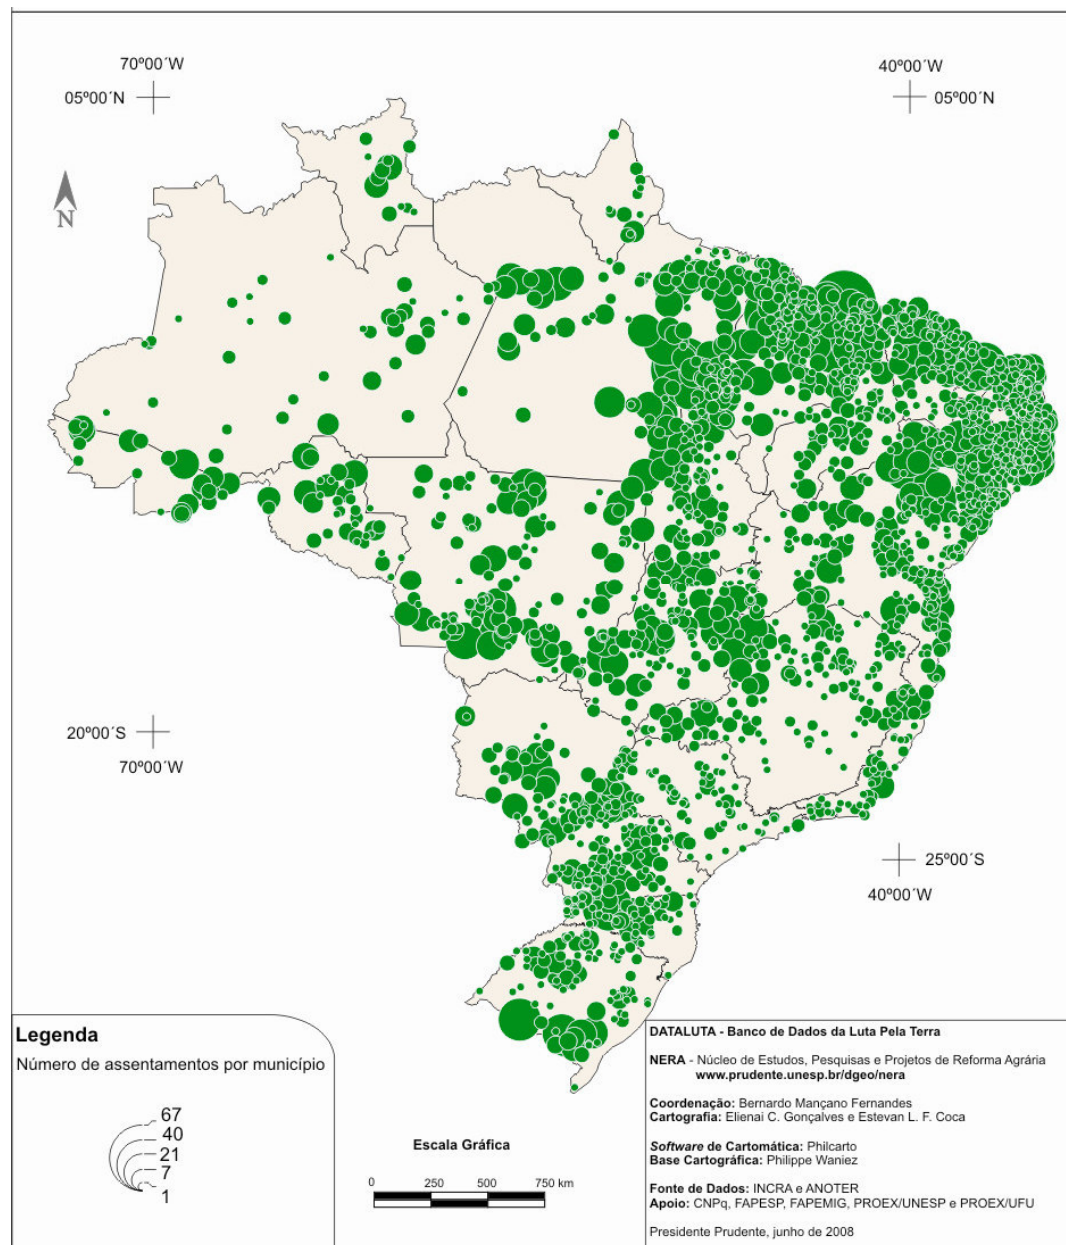 70º00´W
05º00´N
40º00´W
05º00´N
N
20º00´S
70º00´W
25º00´S
40º00´W
Legenda
Número de assentamentos por município
67
40
21
7
1
Escala Gráfica
0 250 500 750 km
DATALUTA - Banco de Dados da Luta Pela Terra
NERA - Núcleo de Estudos, Pesquisas e Projetos de Reforma Agrária
www.prudente.unesp.br/dgeo/nera
Coordenação: Bernardo Mançano Fernandes
Cartografia: Elienai C. Gonçalves e Estevan L. F. Coca
Software de Cartomática: Philcarto
Base Cartográfica: Philippe Waniez
Fonte de Dados: INCRA e ANOTER
Apoio: CNPq, FAPESP, FAPEMIG, PROEX/UNESP e PROEX/UFU
Presidente Prudente, junho de 2008